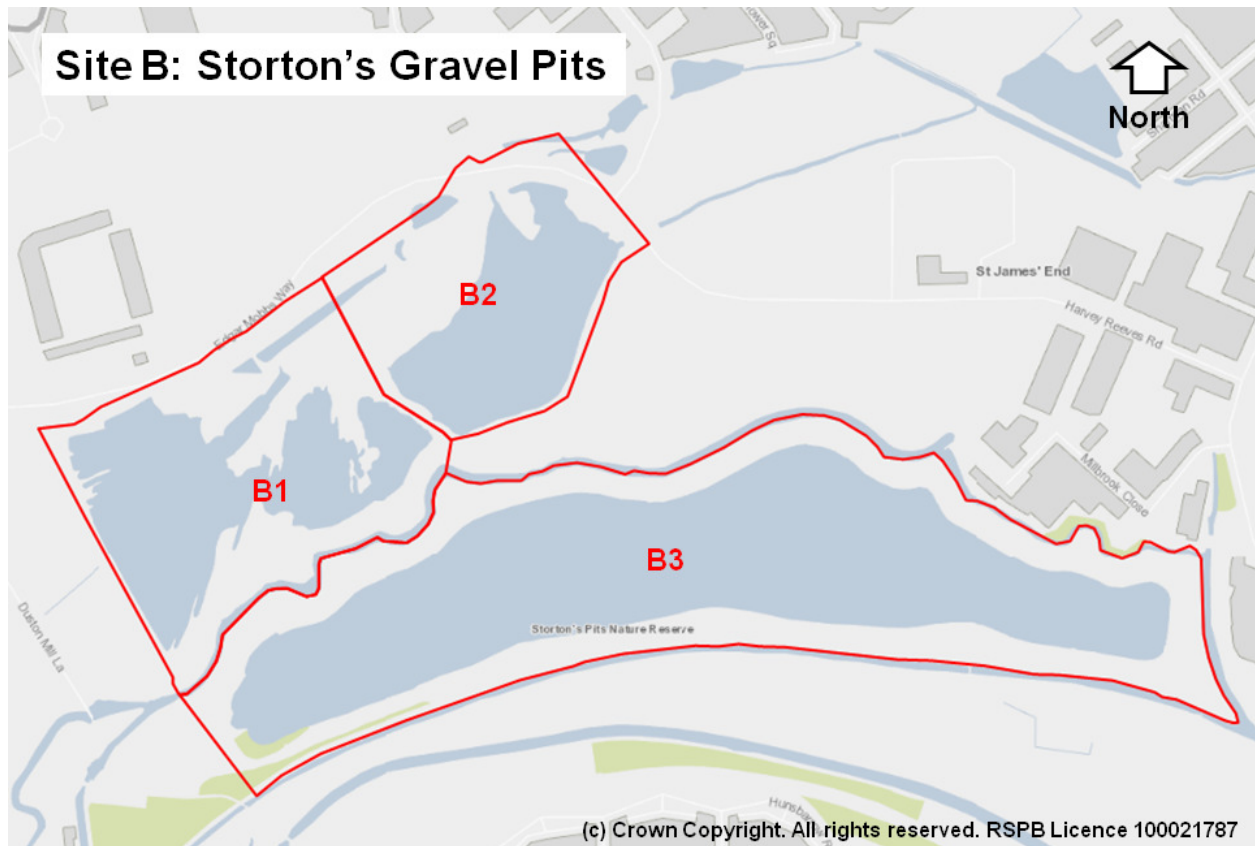 Site B: Storton's Gravel Pits
North
St James' End
Edgar Mobbs Way
B2
Harvey Reeves Rd
Millbrook Close
B1
B3
Storton's Pits Nature Reserve
Duston Mill La
(c) Crown Copyright. All rights reserved. RSPB Licence 100021787